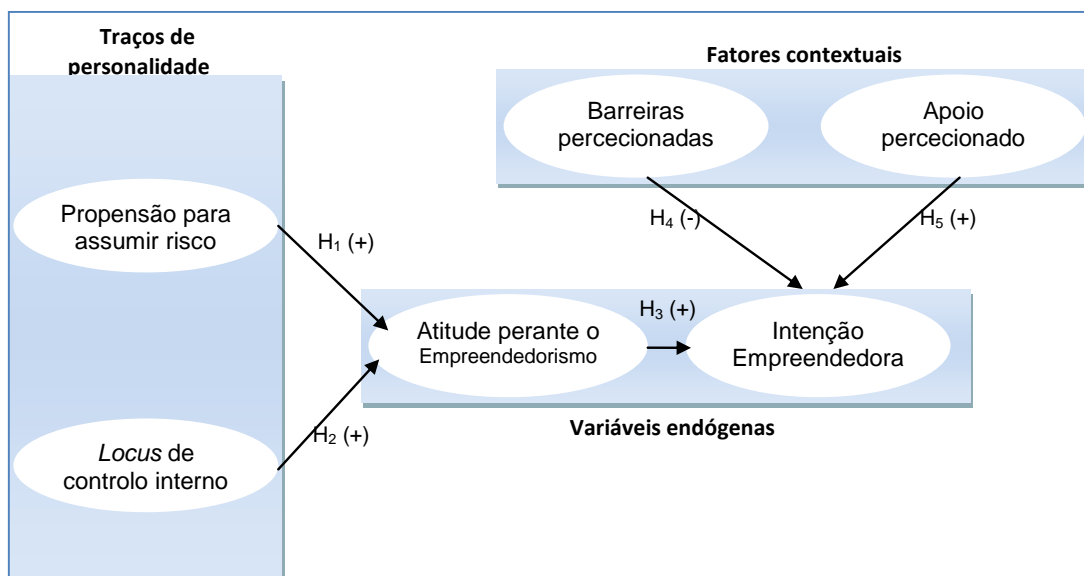 Traços de
personalidade
Fatores contextuais
Barreiras
percecionadas
Apoio
percecionado
Propensão para
assumir risco
H₁ (+)
H₄ (-)
H₅ (+)
H₃ (+)
Atitude perante o
Empreendedorismo
Intenção
Empreendedora
Variáveis endógenas
H₂ (+)
Locus de
controlo interno